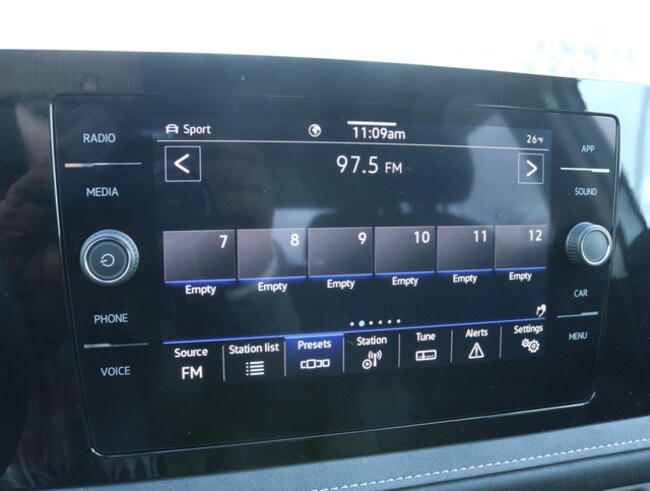 RADIO
MEDIA
PHONE
VOICE
Sport
11:09am
26°F
97.5 FM
7 8 9 10 11 12
Empty Empty Empty Empty Empty Empty
Source Station list Presets Station Tune Alerts Settings
FM
APP
SOUND
CAR
MENU